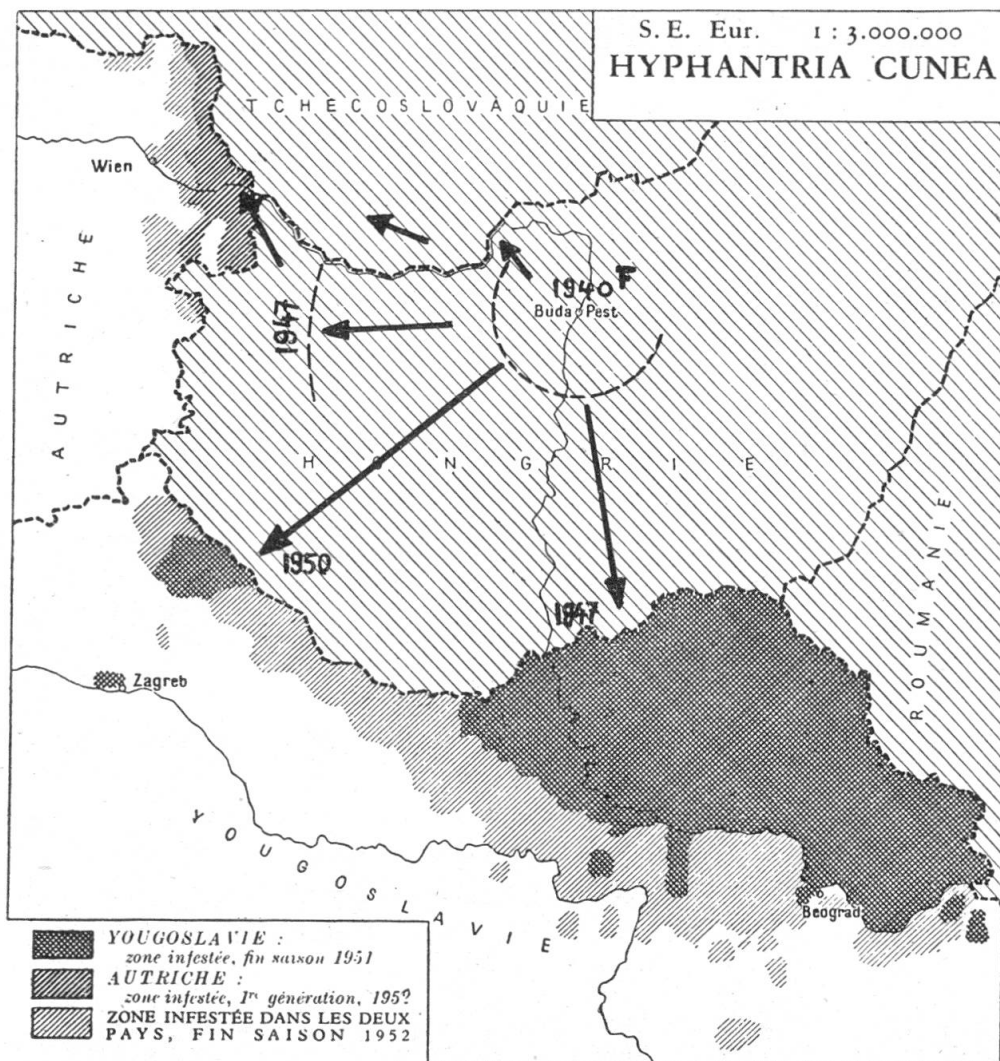 S. E. Eur. 1 : 3.000.000
HYPHANTRIA CUNEA
TCHÉCOSLOVAQUIE
Wien
AUTRICHE
1947
1940 F
Buda Pest
HONGRIE
1950
1947
ROUMANIE
Zagreb
YOUGOSLAVIE
Beograd
YOUGOSLAVIE :
zone infestée, fin saison 1951
AUTRICHE :
zone infestée, 1re génération, 195?
ZONE INFESTÉE DANS LES DEUX
PAYS, FIN SAISON 1952